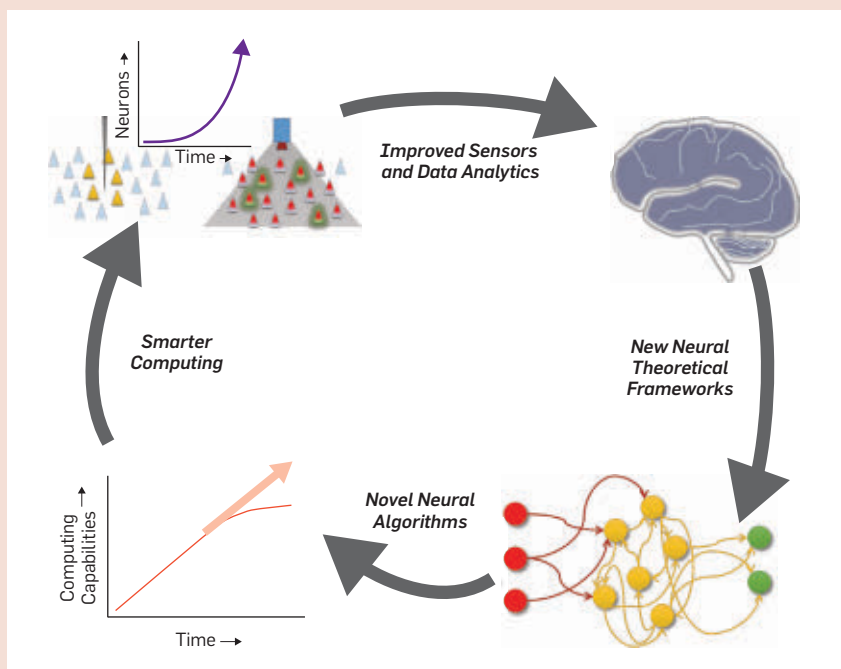 Neurons →
Time →
Improved Sensors
and Data Analytics
New Neural
Theoretical
Frameworks
Novel Neural
Algorithms
Computing
Capabilities →
Time →
Smarter
Computing